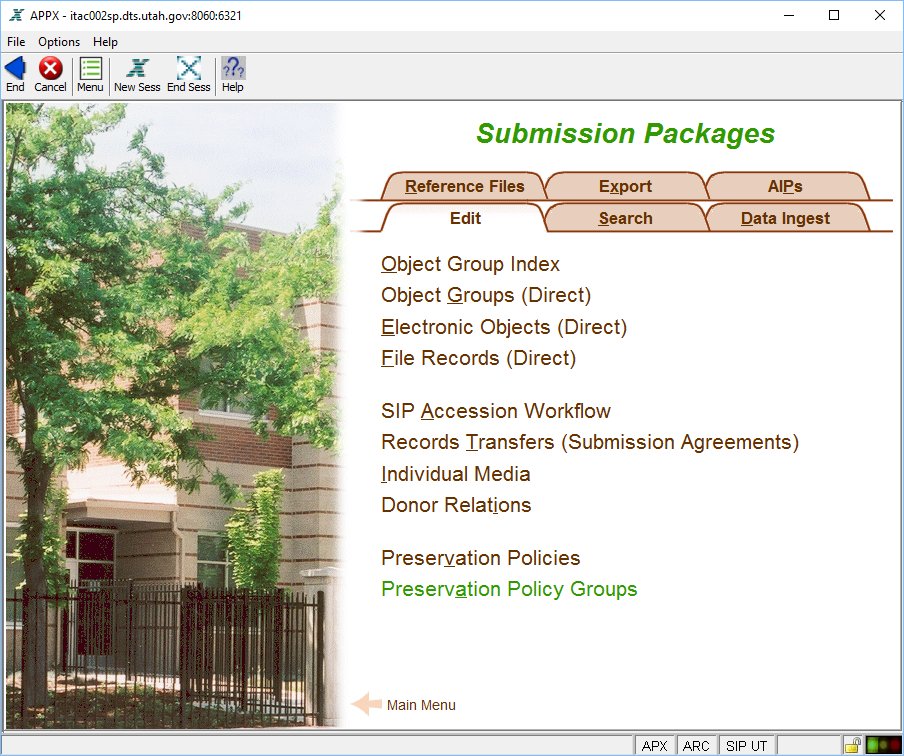 APPX - itac002sp.dts.utah.gov:8060:6321
File Options Help
End Cancel Menu New Sess End Sess Help
Submission Packages
Reference Files Export AIPs
Edit Search Data Ingest
Object Group Index
Object Groups (Direct)
Electronic Objects (Direct)
File Records (Direct)
SIP Accession Workflow
Records Transfers (Submission Agreements)
Individual Media
Donor Relations
Preservation Policies
Preservation Policy Groups
Main Menu
APX ARC SIP UT